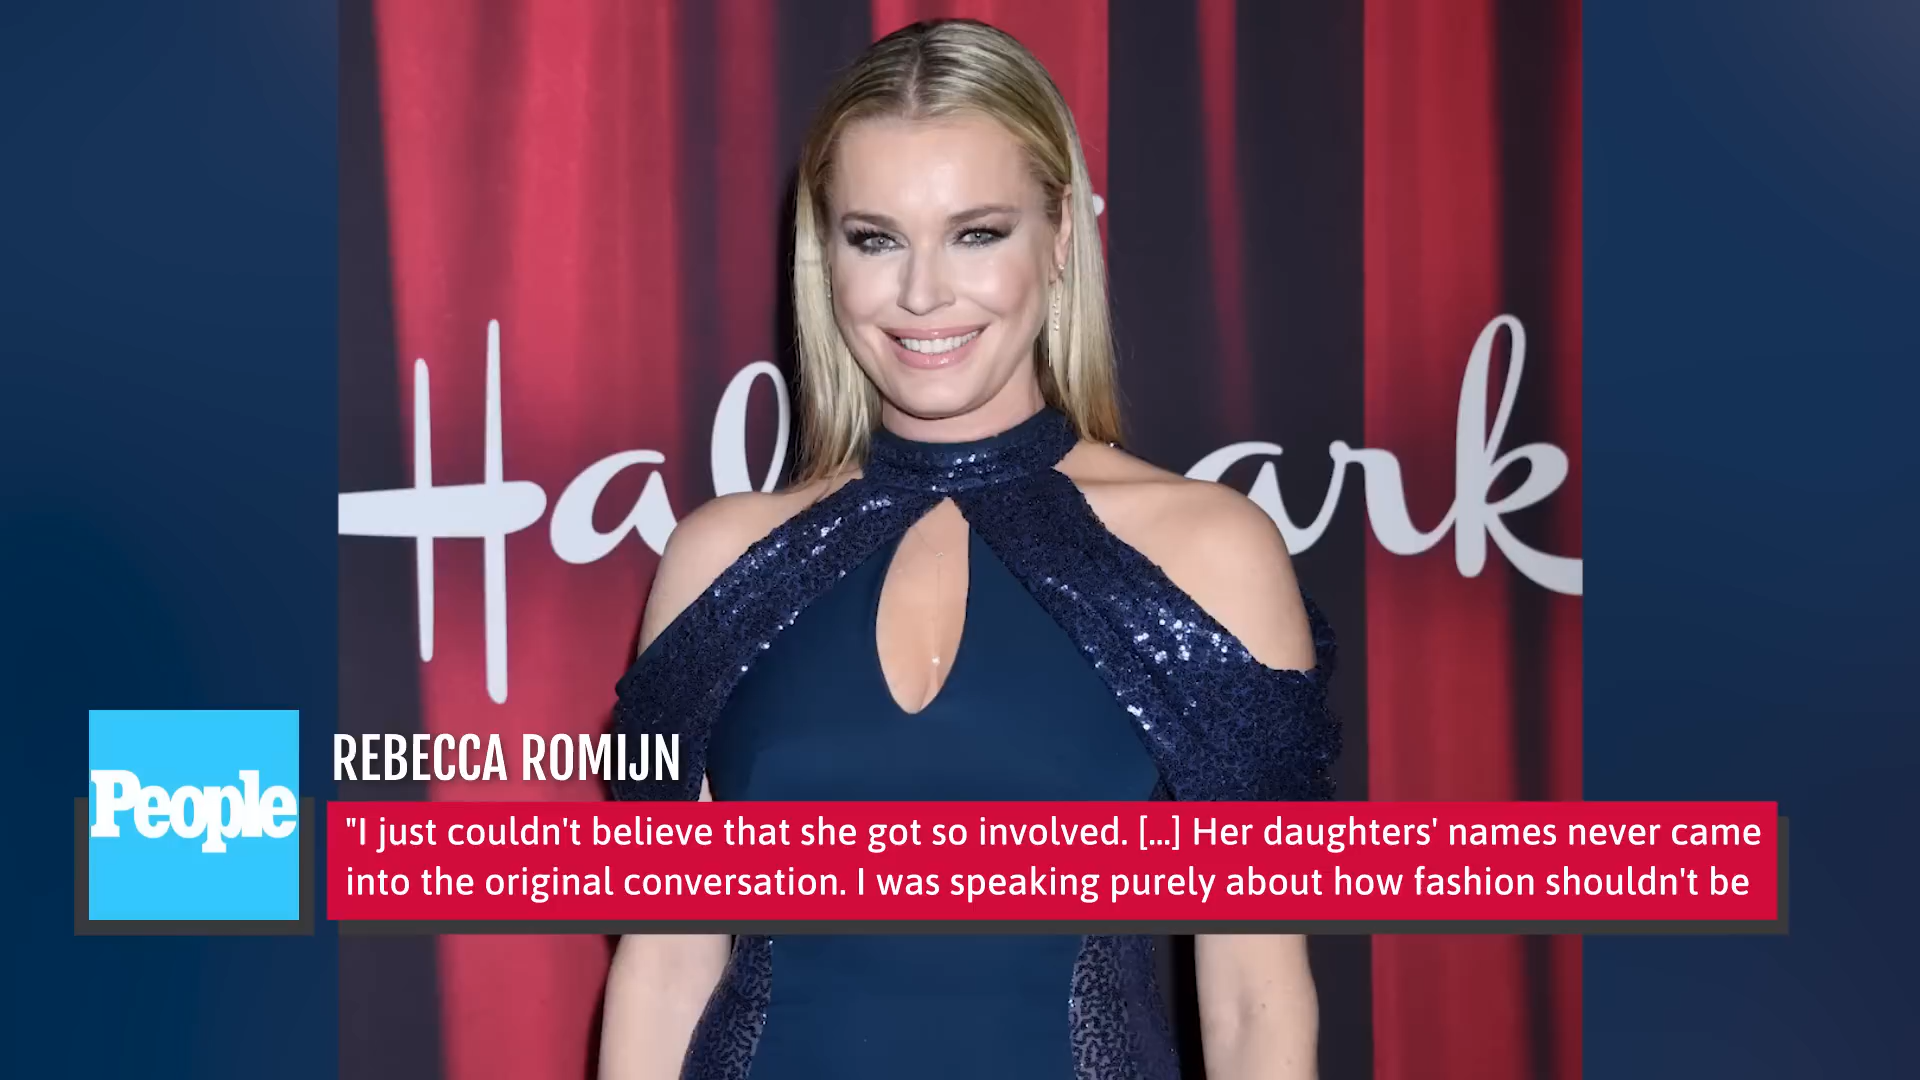 Hallmark
People
REBECCA ROMIJN
"I just couldn't believe that she got so involved. [...] Her daughters' names never came
into the original conversation. I was speaking purely about how fashion shouldn't be